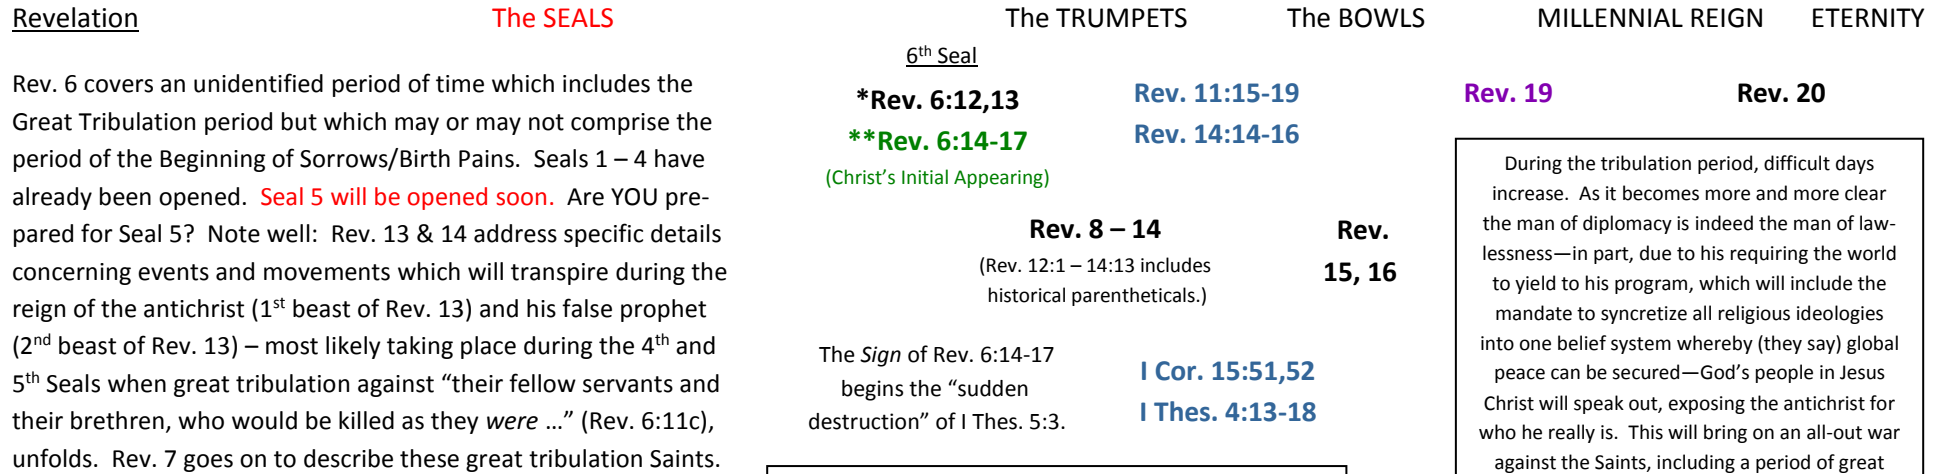 Revelation The SEALS The TRUMPETS The BOWLS MILLENNIAL REIGN ETERNITY
Rev. 6 covers an unidentified period of time which includes the
Great Tribulation period but which may or may not comprise the
period of the Beginning of Sorrows/Birth Pains. Seals 1 – 4 have
already been opened. Seal 5 will be opened soon. Are YOU pre-
pared for Seal 5? Note well: Rev. 13 & 14 address specific details
concerning events and movements which will transpire during the
reign of the antichrist (1st beast of Rev. 13) and his false prophet
(2nd beast of Rev. 13) – most likely taking place during the 4th and
5th Seals when great tribulation against “their fellow servants and
their brethren, who would be killed as they were …” (Rev. 6:11c),
unfolds. Rev. 7 goes on to describe these great tribulation Saints.
6th Seal
*Rev. 6:12,13
**Rev. 6:14-17
(Christ’s Initial Appearing)
Rev. 11:15-19
Rev. 14:14-16
Rev. 8 – 14
(Rev. 12:1 – 14:13 includes
historical parentheticals.)
Rev.
15, 16
The Sign of Rev. 6:14-17
begins the “sudden
destruction” of I Thes. 5:3.
I Cor. 15:51,52
I Thes. 4:13-18
Rev. 19 Rev. 20
During the tribulation period, difficult days
increase. As it becomes more and more clear
the man of diplomacy is indeed the man of law-
lessness—in part, due to his requiring the world
to yield to his program, which will include the
mandate to syncretize all religious ideologies
into one belief system whereby (they say) global
peace can be secured—God’s people in Jesus
Christ will speak out, exposing the antichrist for
who he really is. This will bring on an all-out war
against the Saints, including a period of great